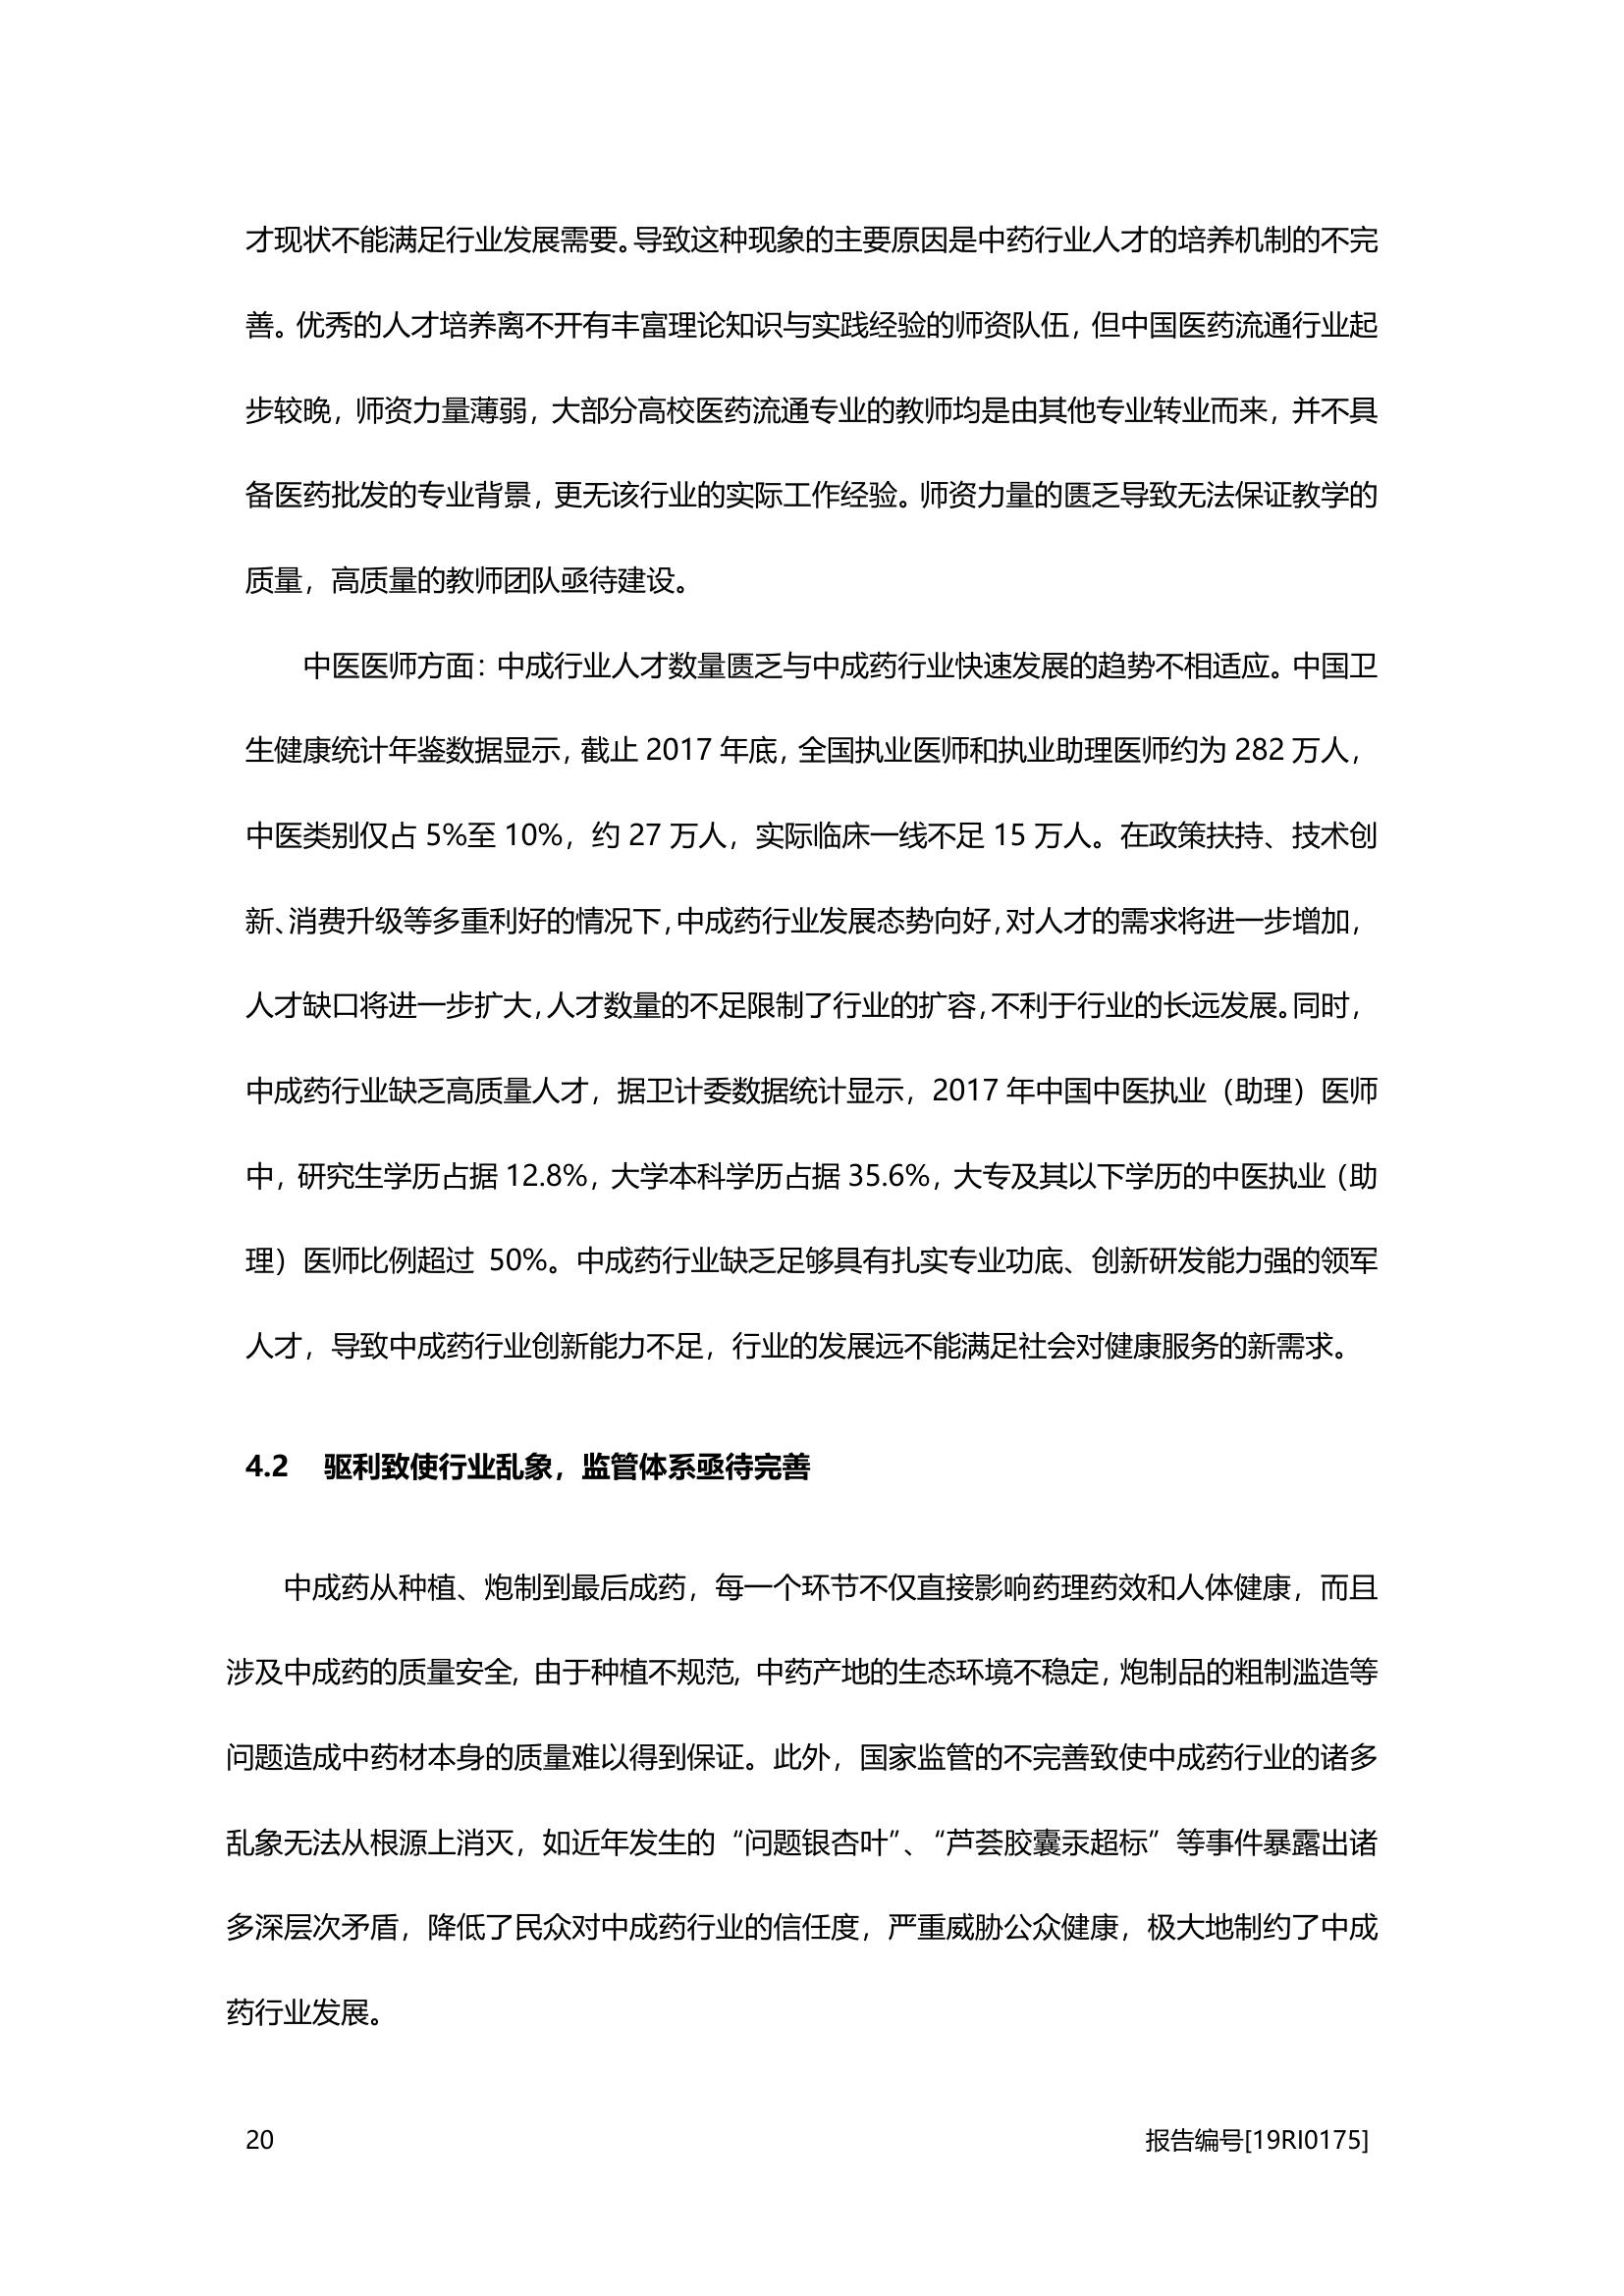 才现状不能满足行业发展需要。导致这种现象的主要原因是中药行业人才的培养机制的不完
善。优秀的人才培养离不开有丰富理论知识与实践经验的师资队伍，但中国医药流通行业起
步较晚，师资力量薄弱，大部分高校医药流通专业的教师均是由其他专业转业而来，并不具
备医药批发的专业背景，更无该行业的实际工作经验。师资力量的匮乏导致无法保证教学的
质量，高质量的教师团队亟待建设。
中医医师方面：中成行业人才数量匮乏与中成药行业快速发展的趋势不相适应。中国卫
生健康统计年鉴数据显示，截止 2017 年底，全国执业医师和执业助理医师约为 282 万人，
中医类别仅占 5%至 10%，约 27 万人，实际临床一线不足 15 万人。在政策扶持、技术创
新、消费升级等多重利好的情况下，中成药行业发展态势向好，对人才的需求将进一步增加，
人才缺口将进一步扩大，人才数量的不足限制了行业的扩容，不利于行业的长远发展。同时，
中成药行业缺乏高质量人才，据卫计委数据统计显示，2017 年中国中医执业（助理）医师
中，研究生学历占据 12.8%，大学本科学历占据 35.6%，大专及其以下学历的中医执业（助
理）医师比例超过 50%。中成药行业缺乏足够具有扎实专业功底、创新研发能力强的领军
人才，导致中成药行业创新能力不足，行业的发展远不能满足社会对健康服务的新需求。
4.2 驱利致使行业乱象，监管体系亟待完善
中成药从种植、炮制到最后成药，每一个环节不仅直接影响药理药效和人体健康，而且
涉及中成药的质量安全，由于种植不规范，中药产地的生态环境不稳定，炮制品的粗制滥造等
问题造成中药材本身的质量难以得到保证。此外，国家监管的不完善致使中成药行业的诸多
乱象无法从根源上消灭，如近年发生的“问题银杏叶”、“芦荟胶囊汞超标”等事件暴露出诸
多深层次矛盾，降低了民众对中成药行业的信任度，严重威胁公众健康，极大地制约了中成
药行业发展。
20 报告编号[19RI0175]